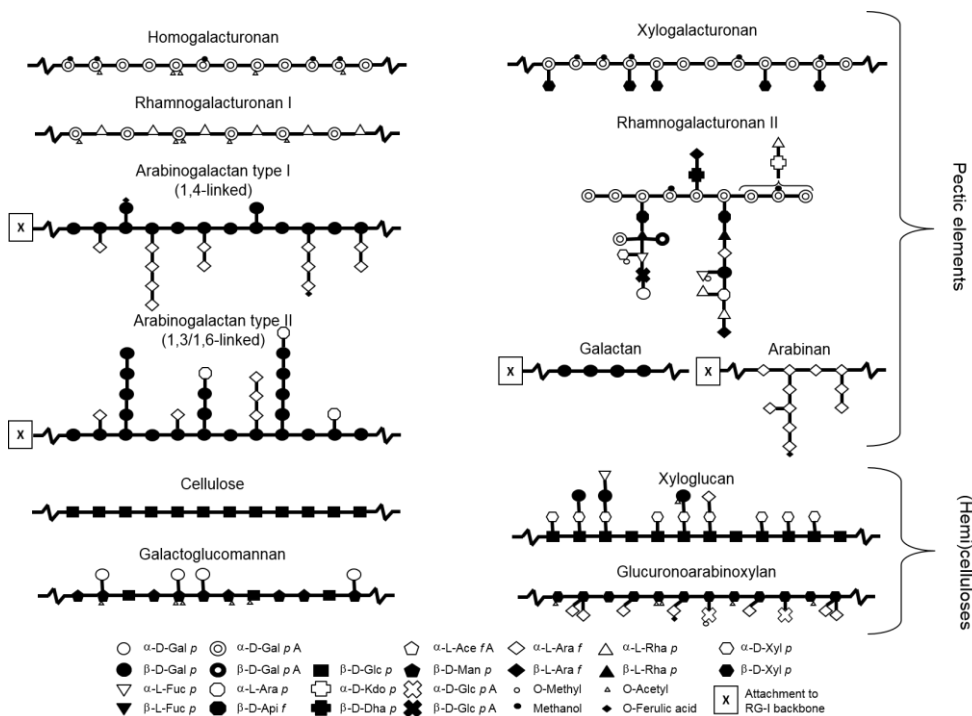 Homogalacturonan
Rhamnogalacturonan I
Arabinogalactan type I
(1,4-linked)
X
Arabinogalactan type II
(1,3/1,6-linked)
X
Cellulose
Galactoglucomannan
Xylogalacturonan
Rhamnogalacturonan II
Galactan
X
Arabinan
X
Pectic elements
Xyloglucan
Glucuronoarabinoxylan
(Hemi)celluloses
α-D-Gal p
α-D-Gal p A
α-L-Ace f A
α-L-Ara f
α-L-Rha p
α-D-Xyl p
β-D-Gal p
β-D-Gal p A
β-D-Glc p
β-D-Man p
β-L-Ara f
β-L-Rha p
β-D-Xyl p
α-L-Fuc p
α-L-Ara p
α-D-Kdo p
α-D-Glc p A
O-Methyl
O-Acetyl
X
Attachment to
RG-I backbone
β-L-Fuc p
β-D-Api f
β-D-Dha p
β-D-Glc p A
Methanol
O-Ferulic acid